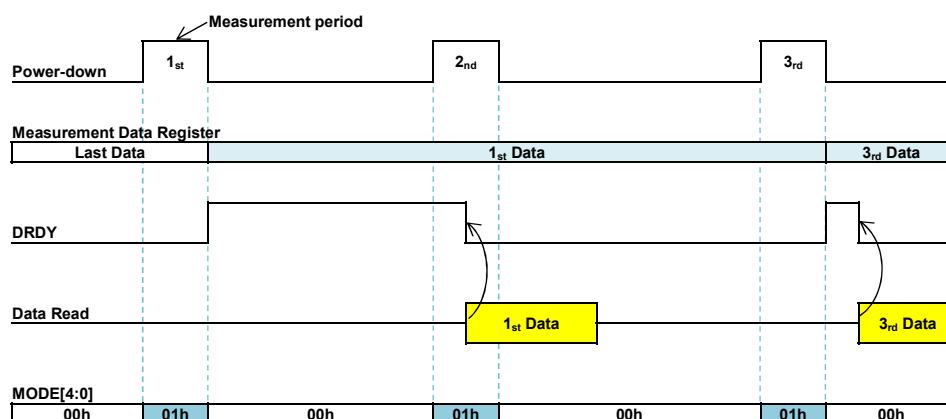 Measurement period
Power-down
1st
2nd
3rd
Measurement Data Register
Last Data
1st Data
3rd Data
DRDY
Data Read
1st Data
3rd Data
MODE[4:0]
00h
01h
00h
01h
00h
01h
00h